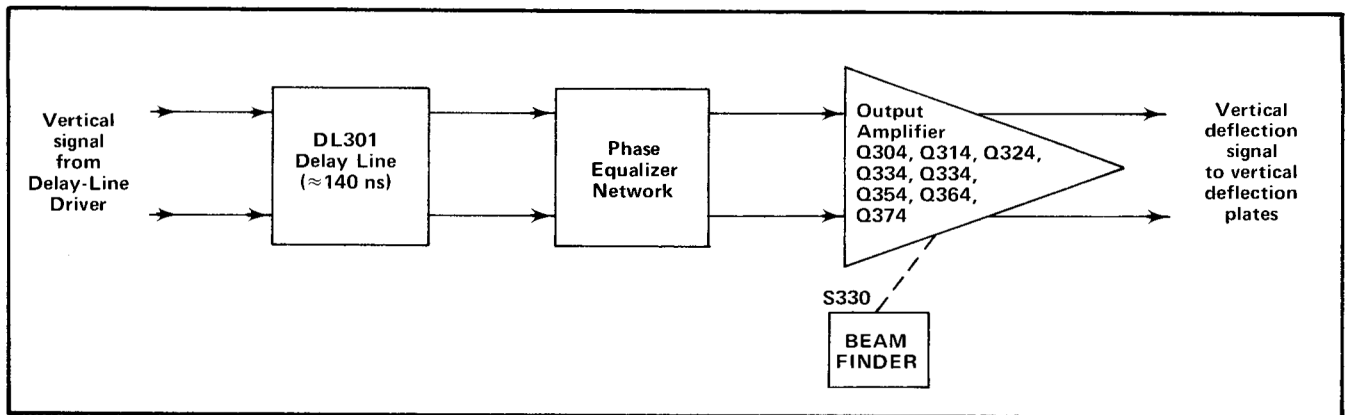 Vertical
signal
from
Delay-Line
Driver
DL301
Delay Line
(≈140 ns)
Phase
Equalizer
Network
Output
Amplifier
Q304, Q314, Q324,
Q334, Q334,
Q354, Q364,
Q374
Vertical
deflection
signal
to vertical
deflection
plates
S330
BEAM
FINDER